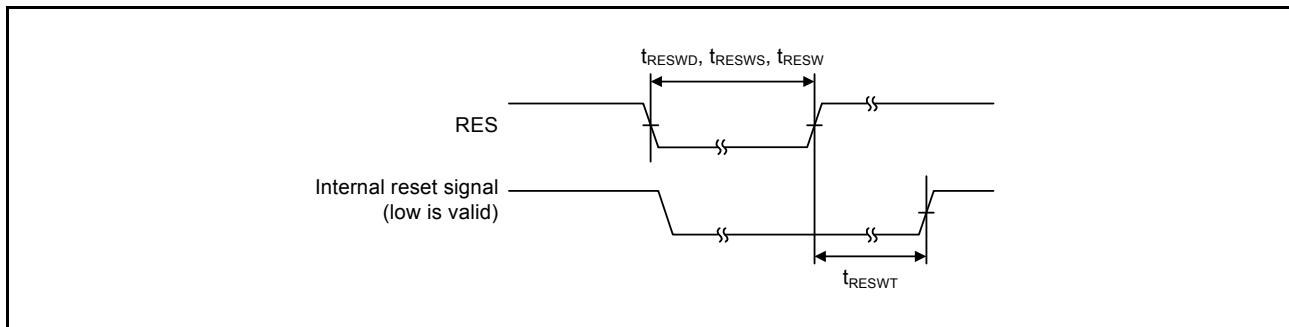 tRESWD, tRESWS, tRESW
RES
Internal reset signal
(low is valid)
tRESWT